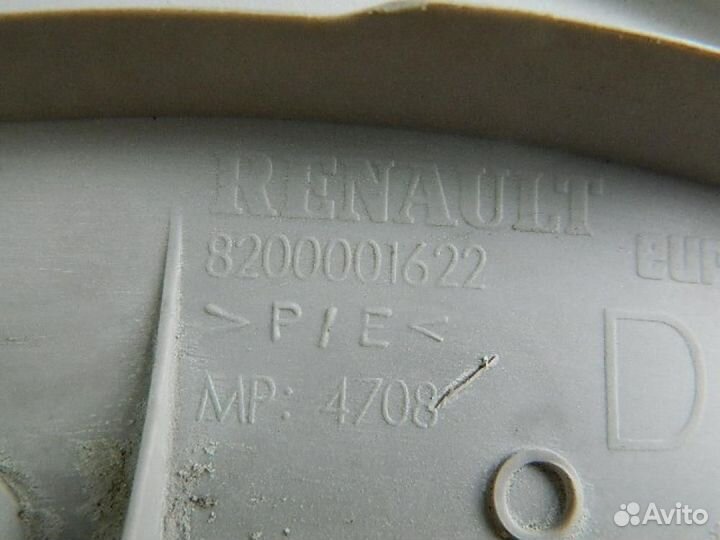 RENAULT
8200001622
>P/E<
MP: 4708
D
Avito